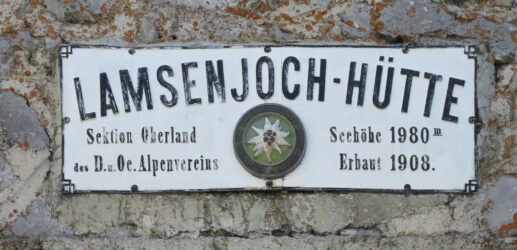 LAMSENJOCH-HÜTTE
Sektion Oberland
des D. u. Oe. Alpenvereins
Seehöhe 1980 m
Erbaut 1908.